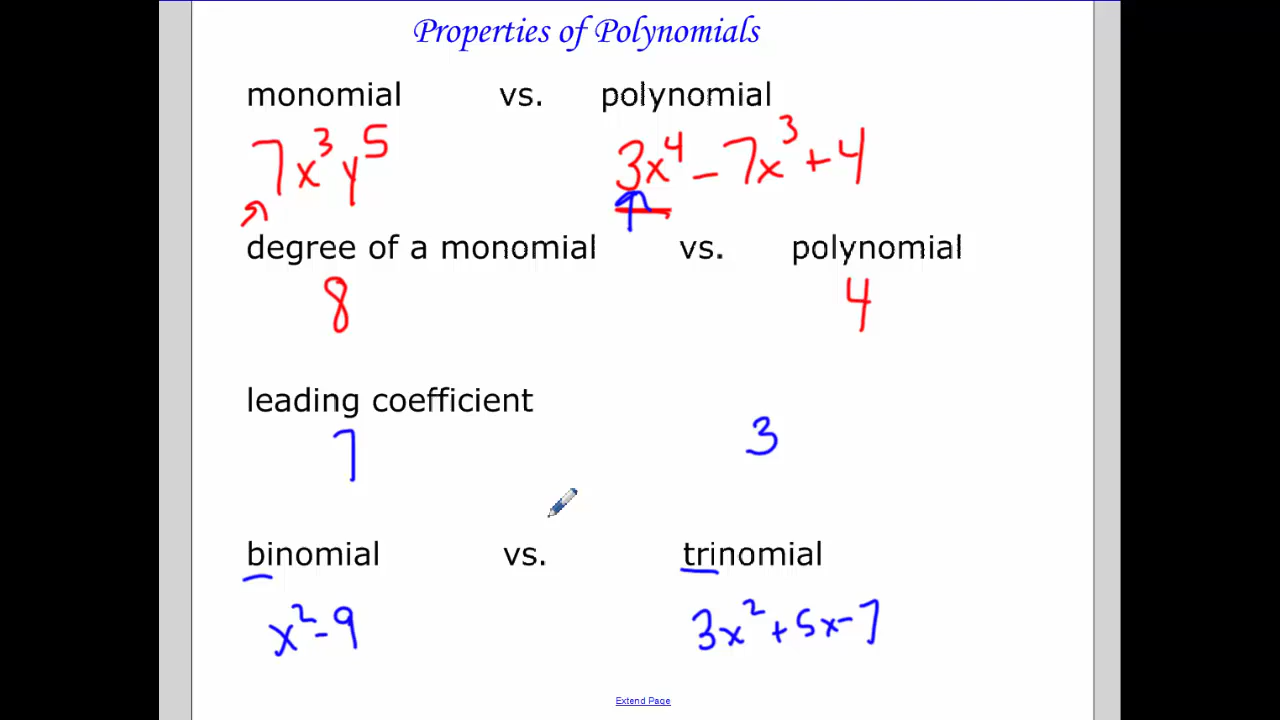 Properties of Polynomials
monomial vs. polynomial
7x³y⁵ 3x⁴ - 7x³ + 4
degree of a monomial vs. polynomial
8 4
leading coefficient
7 3
binomial vs. trinomial
x² - 9 3x² + 5x - 7
Extend Page